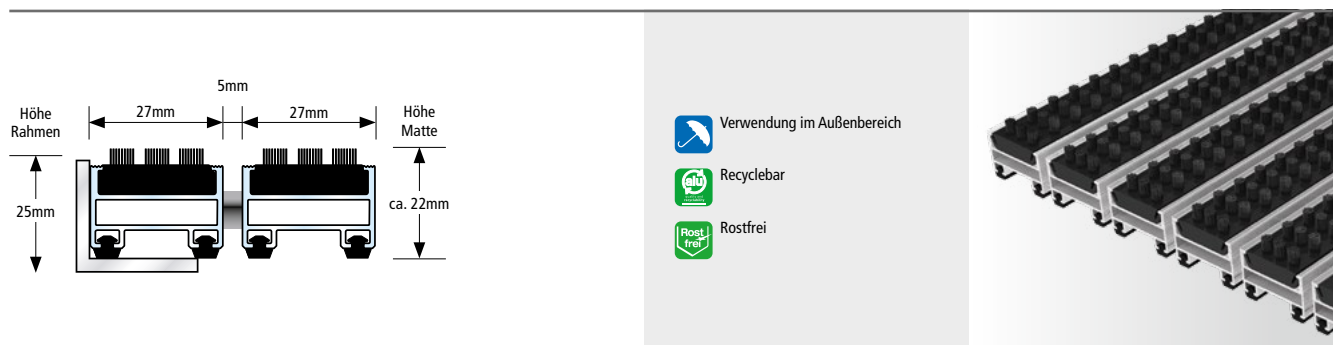 5mm
Höhe
Rahmen
27mm
27mm
Höhe
Matte
25mm
ca. 22mm
Verwendung im Außenbereich
alu
Recyclebar
Rost
frei
Rostfrei